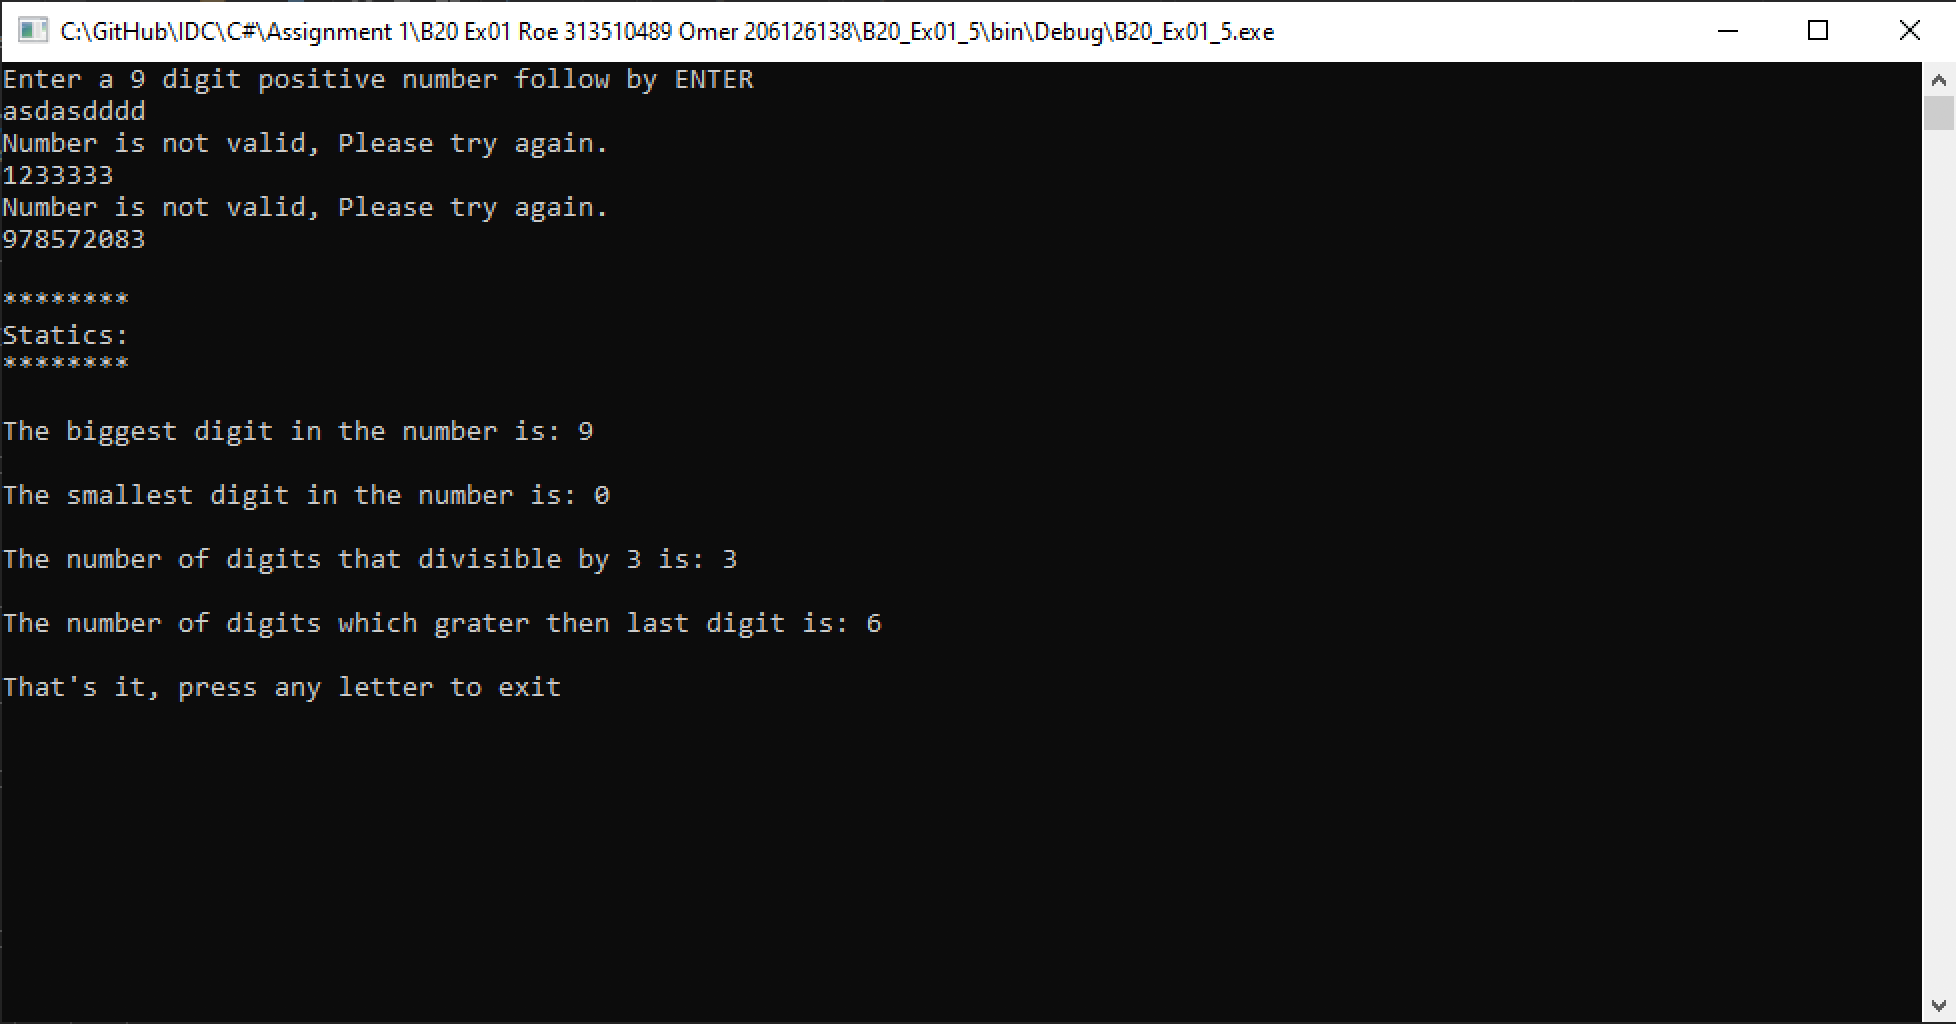 C:\GitHub\IDC\C#\Assignment 1\B20 Ex01 Roe 313510489 Omer 206126138\B20_Ex01_5\bin\Debug\B20_Ex01_5.exe
Enter a 9 digit positive number follow by ENTER
asdasdddd
Number is not valid, Please try again.
1233333
Number is not valid, Please try again.
978572083
********
Statics:
********
The biggest digit in the number is: 9
The smallest digit in the number is: 0
The number of digits that divisible by 3 is: 3
The number of digits which grater then last digit is: 6
That's it, press any letter to exit